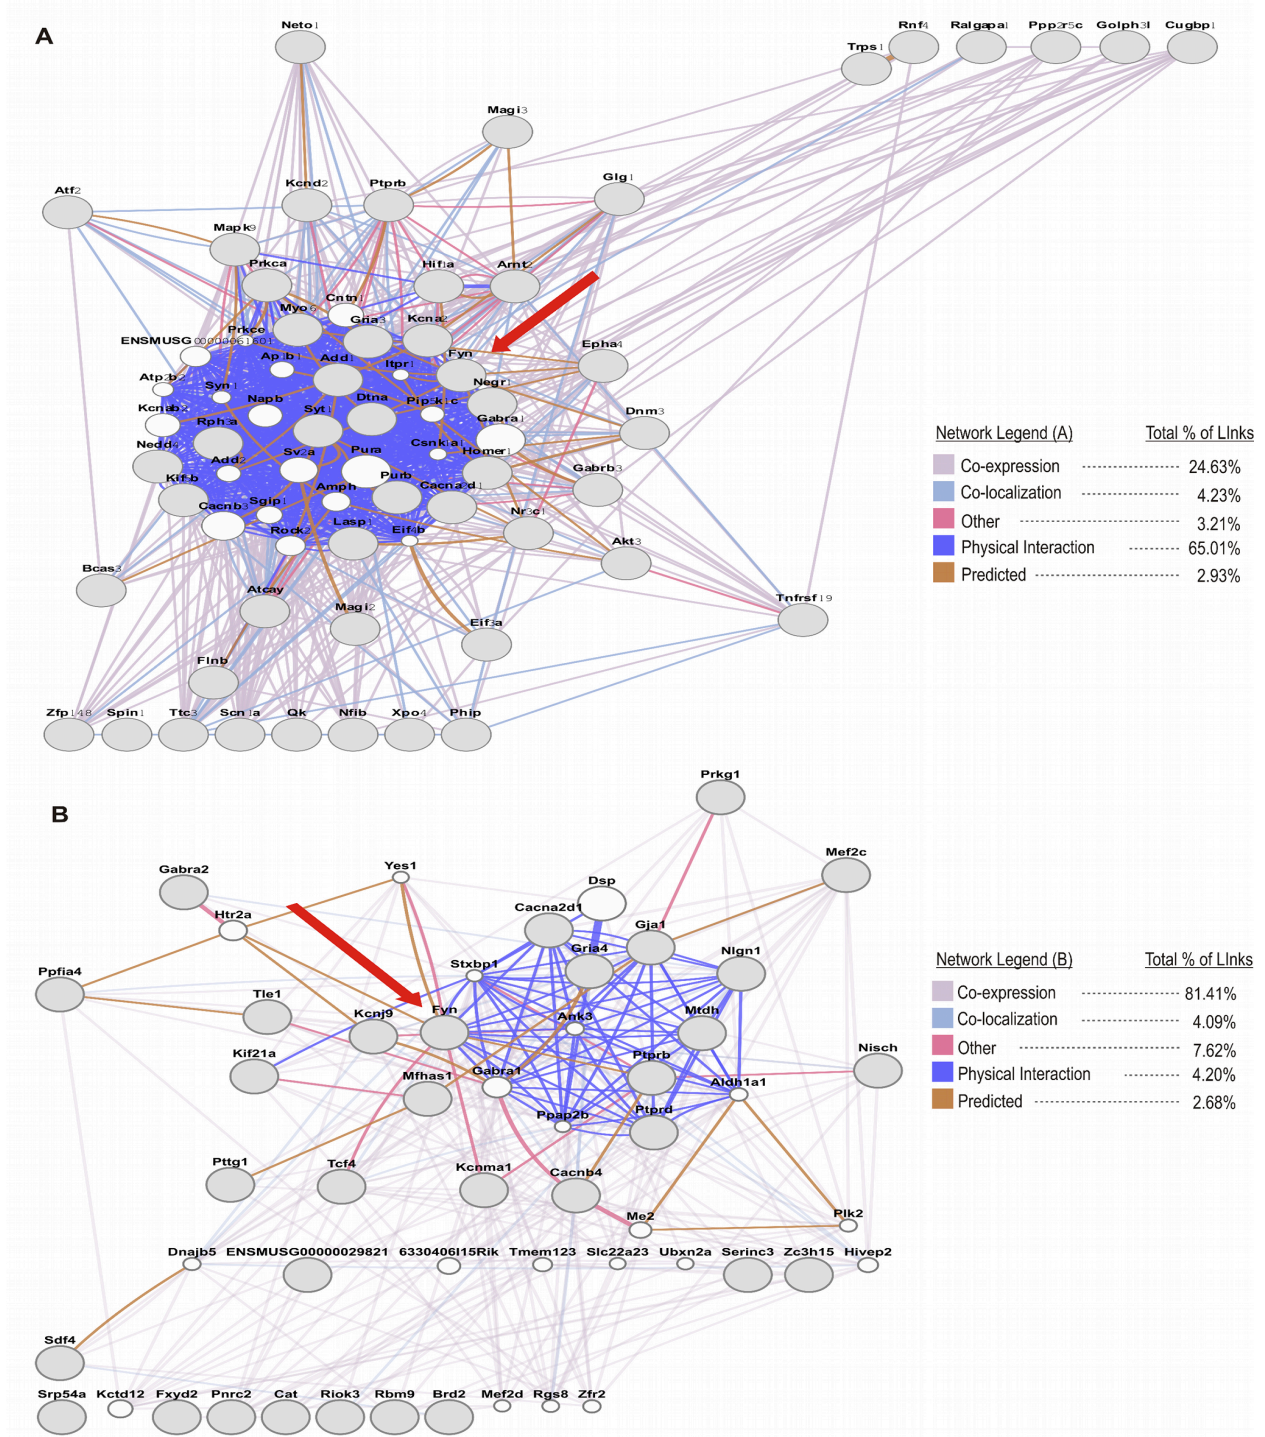 A
Neto1
Rnf4
Ralgapa1
Ppp2r5c
Golph3l
Cugbp1
Trps1
Magi3
Glg1
Atf2
Kcnd2
Ptprb
Mapk9
Prkca
Hif1a
Arnt2
Cntn1
Myo6
Gria3
Kcna2
Prkce
ENSMUSG00000061601
Ap1b1
Add1
Itpr1
Fyn
Epha4
Atp2b2
Syn1
Napb
Dtna
Pip5k1c
Negr1
Kcnab2
Rph3a
Syt1
Gabra1
Dnm3
Nedd4
Add2
Sv2a
Pura
Csnk1a1
Homer1
Gabrb3
Kif1b
Sgip1
Amph
Purb
Cacna2d1
Cacnb3
Rock2
Lasp1
Eif4b
Nr3c1
Akt3
Bcas3
Atcay
Magi2
Eif3a
Tnfrsf19
Flnb
Zfp148
Spin1
Ttc3
Scn1a
Qk
Nfib
Xpo4
Phip
Network Legend (A) Total % of LInks
Co-expression 24.63%
Co-localization 4.23%
Other 3.21%
Physical Interaction 65.01%
Predicted 2.93%
B
Prkg1
Gabra2
Yes1
Mef2c
Dsp
Htr2a
Cacna2d1
Gja1
Gria4
Nlgn1
Ppfia4
Stxbp1
Tle1
Kcnj9
Fyn
Ank3
Mtdh
Kif21a
Mfhas1
Gabra1
Ptprb
Nisch
Aldh1a1
Ppap2b
Ptprd
Pttg1
Tcf4
Kcnma1
Cacnb4
Me2
Plk2
Dnajb5
ENSMUSG00000029821
6330406I15Rik
Tmem123
Slc22a23
Ubxn2a
Serinc3
Zc3h15
Hivep2
Sdf4
Srp54a
Kctd12
Fxyd2
Pnrc2
Cat
Riok3
Rbm9
Brd2
Mef2d
Rgs8
Zfr2
Network Legend (B) Total % of LInks
Co-expression 81.41%
Co-localization 4.09%
Other 7.62%
Physical Interaction 4.20%
Predicted 2.68%